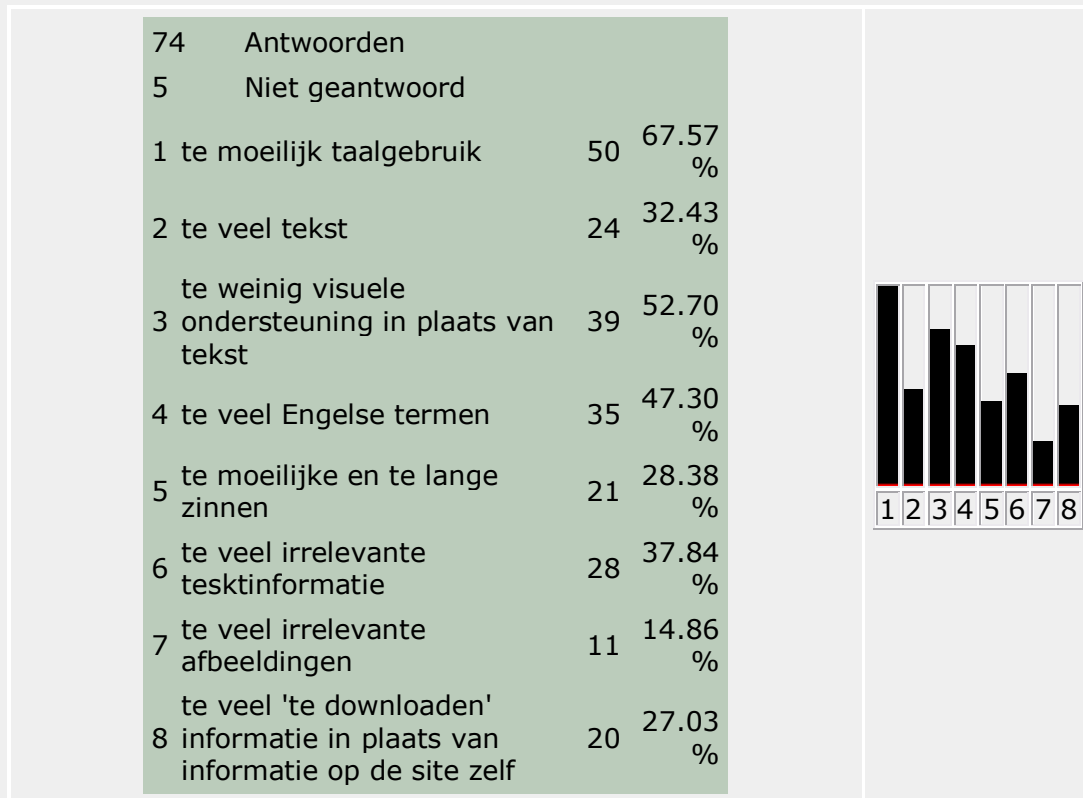 74 Antwoorden
5 Niet geantwoord
1 te moeilijk taalgebruik 50 67.57 %
2 te veel tekst 24 32.43 %
te weinig visuele
3 ondersteuning in plaats van 39 52.70 %
tekst
4 te veel Engelse termen 35 47.30 %
5 te moeilijke en te lange 21 28.38 %
zinnen
6 te veel irrelevante 28 37.84 %
tesktinformatie
7 te veel irrelevante 11 14.86 %
afbeeldingen
te veel 'te downloaden'
8 informatie in plaats van 20 27.03 %
informatie op de site zelf
1 2 3 4 5 6 7 8